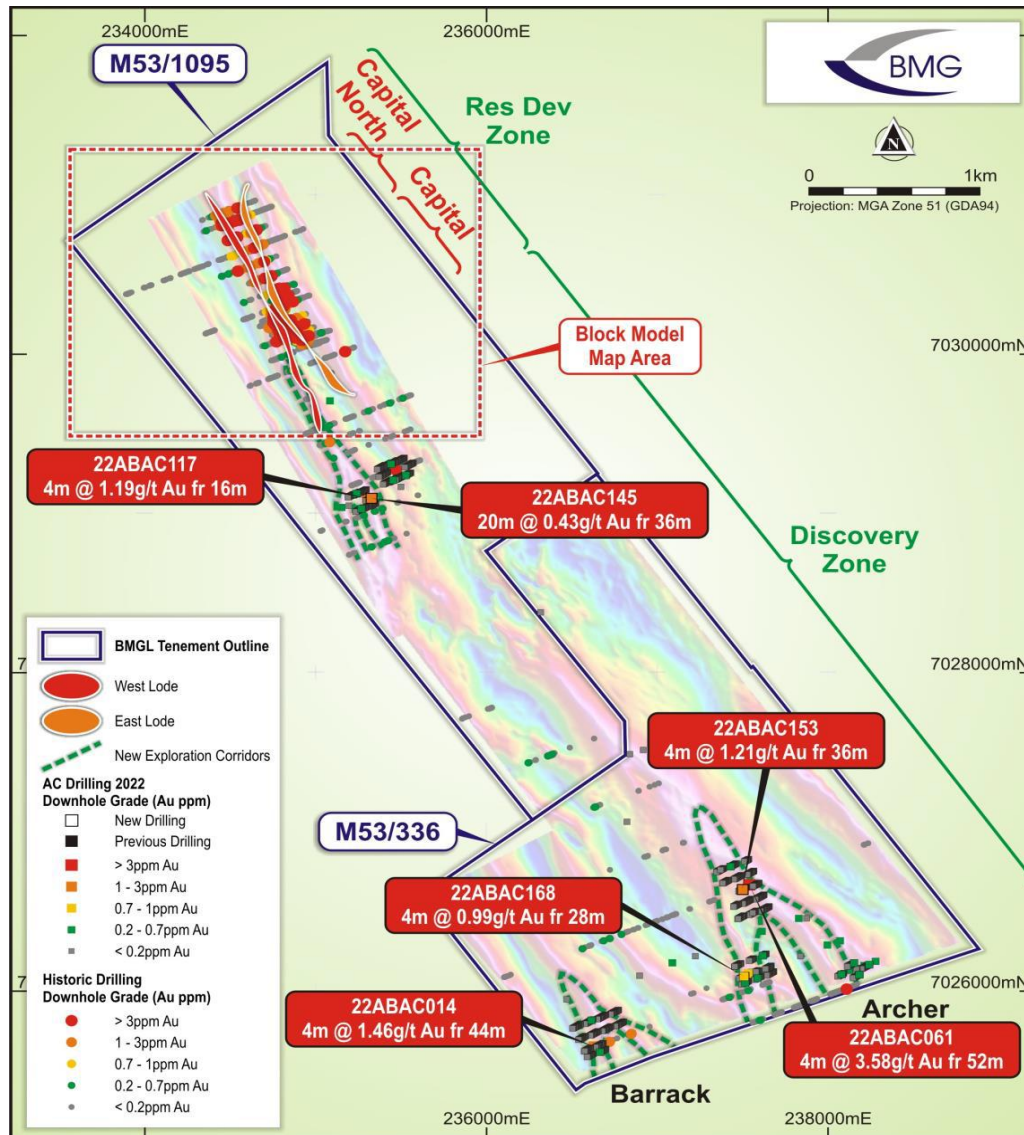 234000mE
236000mE
M53/1095
BMG
Capital
North
Capital
Res Dev
Zone
N
0
1km
Projection: MGA Zone 51 (GDA94)
Block Model
Map Area
7030000mN
22ABAC117
4m @ 1.19g/t Au fr 16m
22ABAC145
20m @ 0.43g/t Au fr 36m
Discovery
Zone
7
7028000mN
BMGL Tenement Outline
West Lode
East Lode
New Exploration Corridors
AC Drilling 2022
Downhole Grade (Au ppm)
New Drilling
Previous Drilling
> 3ppm Au
1 - 3ppm Au
0.7 - 1ppm Au
0.2 - 0.7ppm Au
< 0.2ppm Au
Historic Drilling
Downhole Grade (Au ppm)
> 3ppm Au
1 - 3ppm Au
0.7 - 1ppm Au
0.2 - 0.7ppm Au
< 0.2ppm Au
22ABAC153
4m @ 1.21g/t Au fr 36m
M53/336
22ABAC168
4m @ 0.99g/t Au fr 28m
7
7026000mN
22ABAC014
4m @ 1.46g/t Au fr 44m
Archer
22ABAC061
4m @ 3.58g/t Au fr 52m
Barrack
236000mE
238000mE